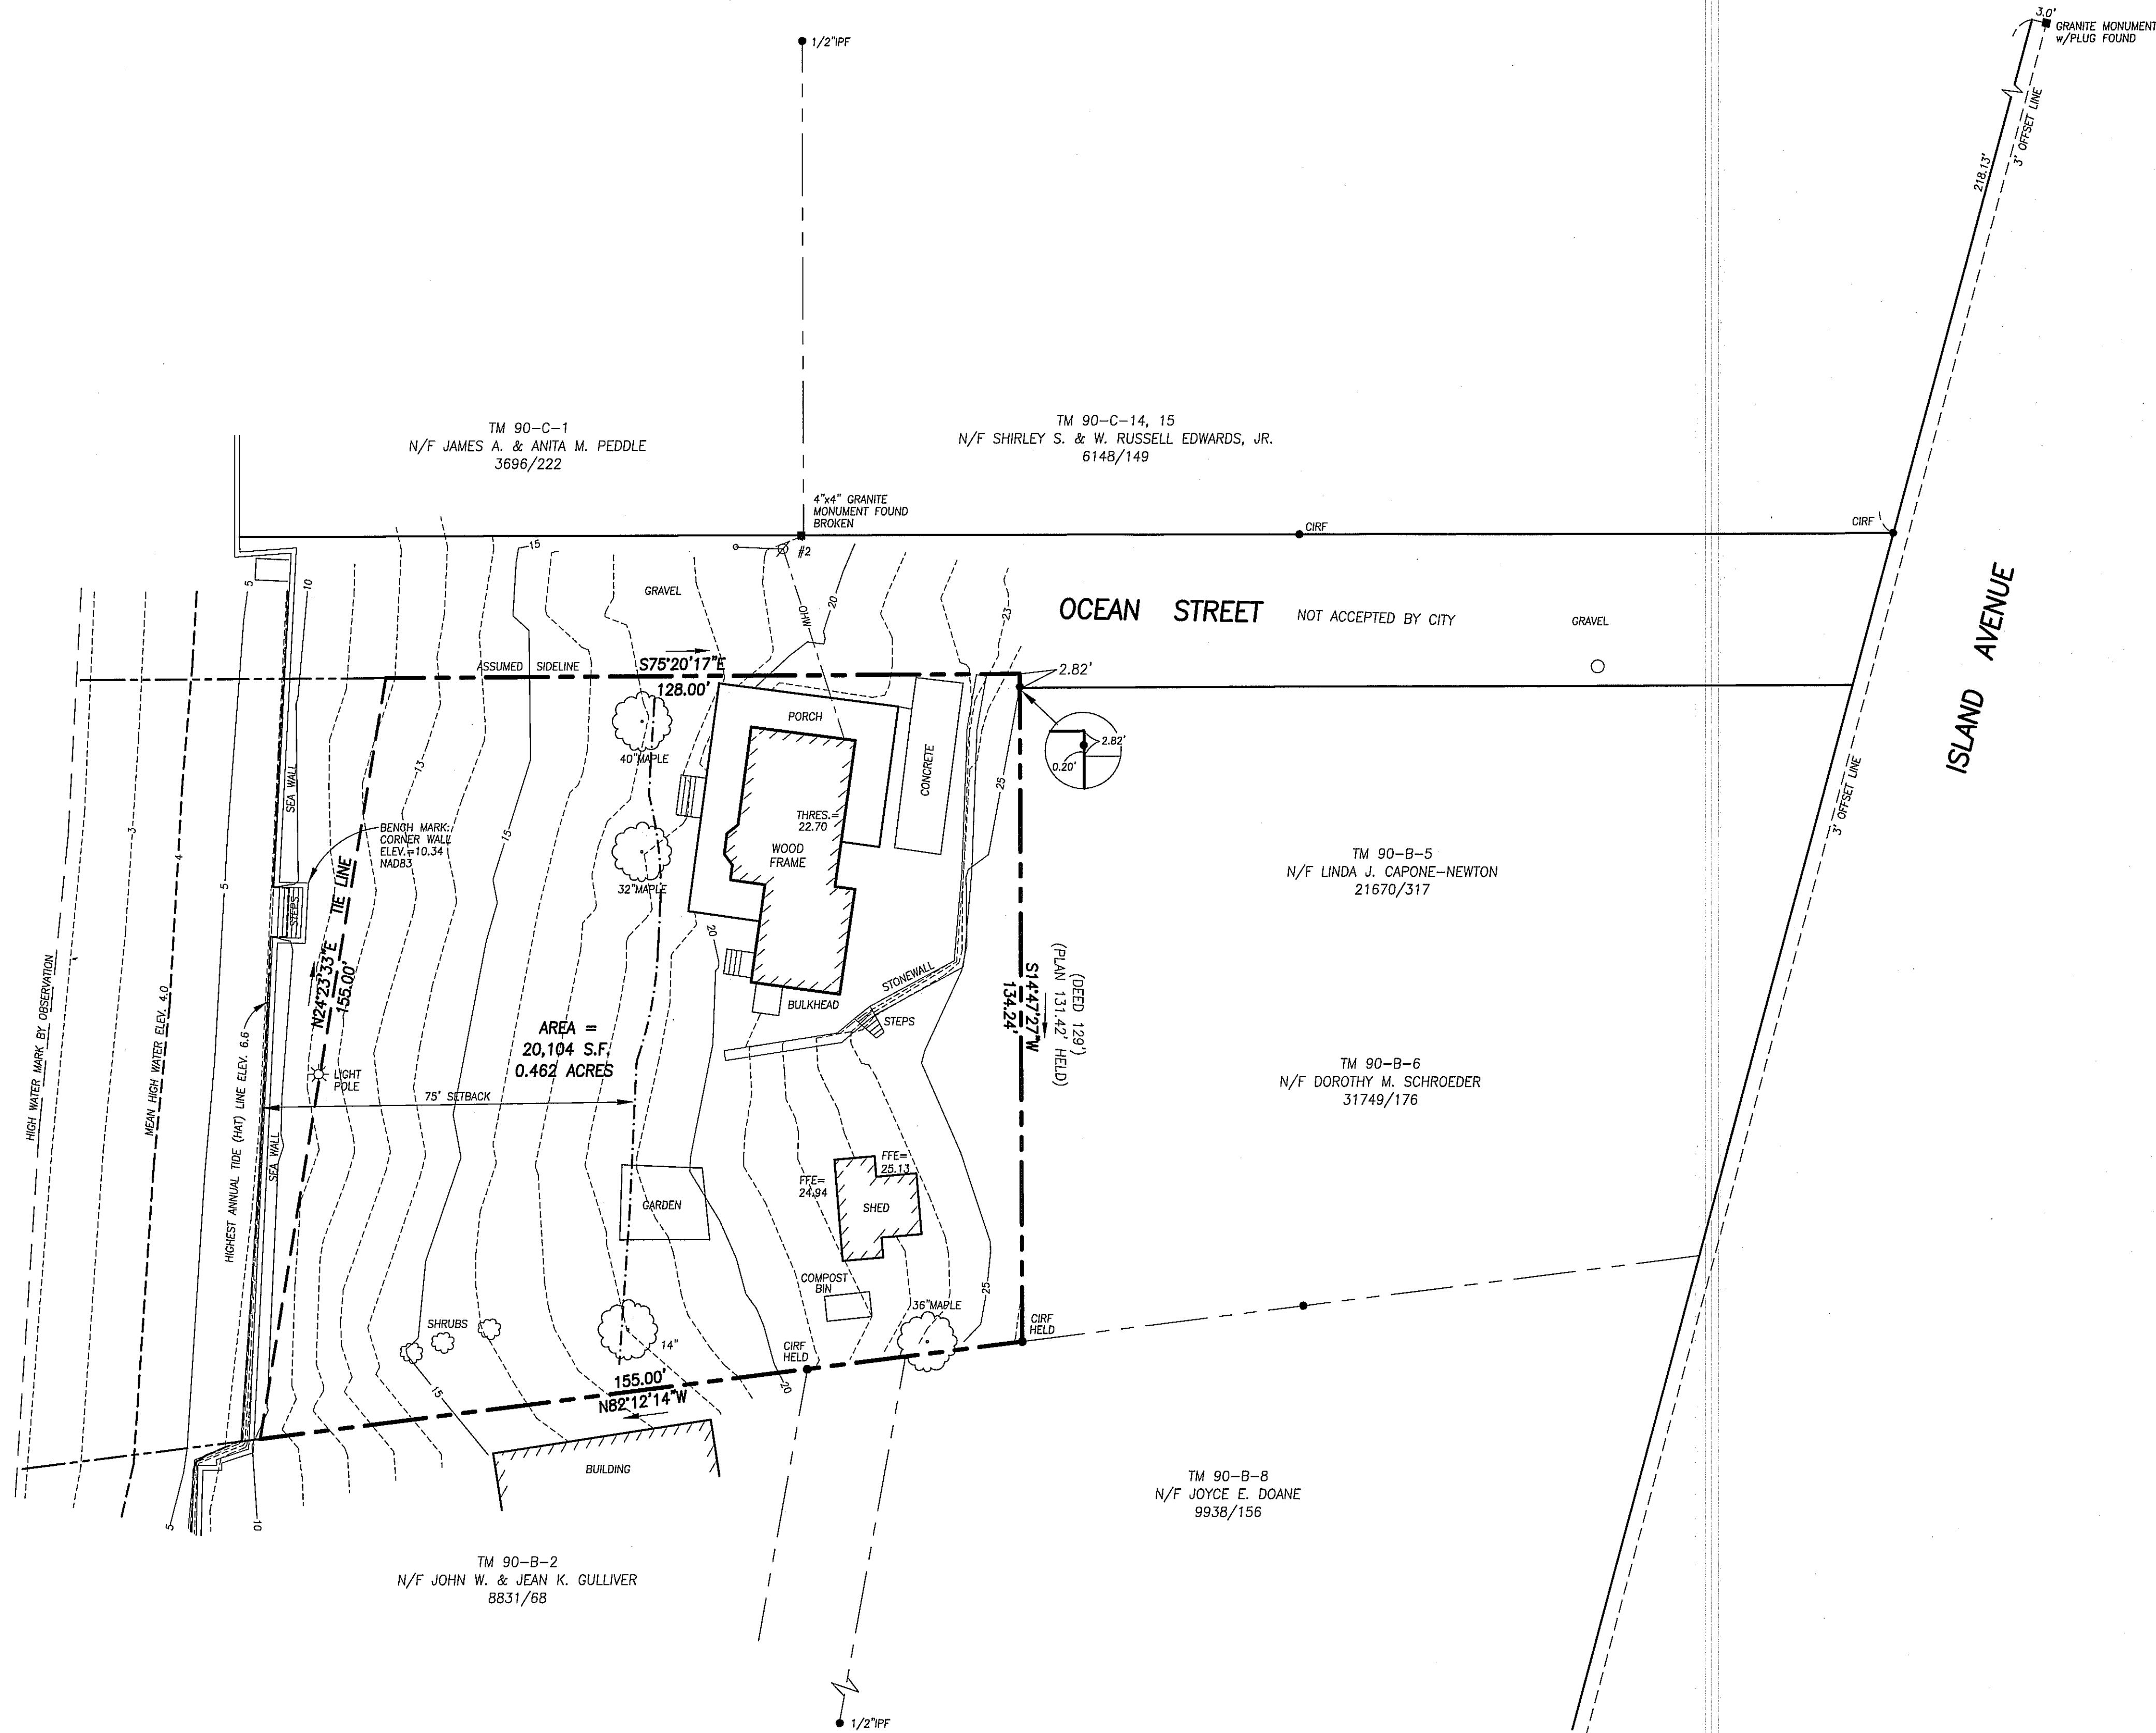 3.0'
GRANITE MONUMENT
w/PLUG FOUND
1/2"IPF
3' OFFSET LINE
218.13'
TM 90-C-1
N/F JAMES A. & ANITA M. PEDDLE
3696/222
TM 90-C-14, 15
N/F SHIRLEY S. & W. RUSSELL EDWARDS, JR.
6148/149
4"x4" GRANITE
MONUMENT FOUND
BROKEN
CIRF
CIRF
#2
15
5
10
GRAVEL
OHW
20
23
OCEAN STREET NOT ACCEPTED BY CITY
GRAVEL
ISLAND AVENUE
ASSUMED SIDELINE
S75°20'17"E
128.00'
2.82'
PORCH
40"MAPLE
CONCRETE
2.82'
0.20'
3
4
13
SEA WALL
25
3' OFFSET LINE
THRES.=
22.70
BENCH MARK:
CORNER WALL
ELEV.=10.34
NAD83
15
WOOD
FRAME
32"MAPLE
TM 90-B-5
N/F LINDA J. CAPONE-NEWTON
21670/317
5
STEPS
TIE LINE
N24°23'33"E
155.00'
20
STONEWALL
BULKHEAD
STEPS
(DEED 129')
(PLAN 131.42' HELD)
S14°47'27"W
134.24'
HIGH WATER MARK BY OBSERVATION
MEAN HIGH WATER ELEV. 4.0
HIGHEST ANNUAL TIDE (HAT) LINE ELEV. 6.6
AREA =
20,104 S.F.
0.462 ACRES
LIGHT
POLE
75' SETBACK
SEA WALL
TM 90-B-6
N/F DOROTHY M. SCHROEDER
31749/176
FFE=
25.13
FFE=
24.94
GARDEN
SHED
COMPOST
BIN
25
36"MAPLE
SHRUBS
14"
CIRF
HELD
CIRF
HELD
15
20
155.00'
N82°12'14"W
BUILDING
5
10
TM 90-B-8
N/F JOYCE E. DOANE
9938/156
TM 90-B-2
N/F JOHN W. & JEAN K. GULLIVER
8831/68
1/2"IPF